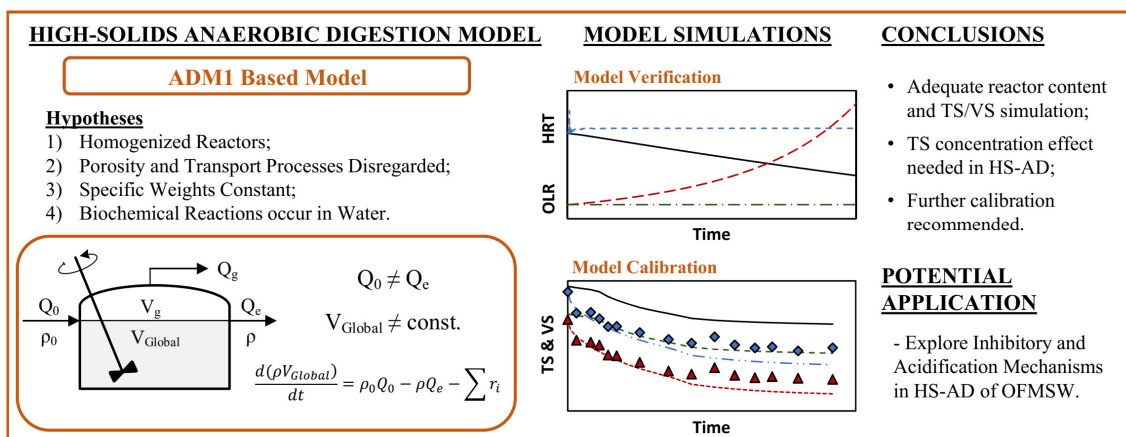 HIGH-SOLIDS ANAEROBIC DIGESTION MODEL
ADM1 Based Model
Hypotheses
1) Homogenized Reactors;
2) Porosity and Transport Processes Disregarded;
3) Specific Weights Constant;
4) Biochemical Reactions occur in Water.
Q_g
Q_0
V_g
Q_e
ρ_0
V_Global
ρ
Q_0 ≠ Q_e
V_Global ≠ const.
d(ρV_Global)/dt = ρ_0Q_0 − ρQ_e − ∑ r_i
MODEL SIMULATIONS
Model Verification
HRT
OLR
Time
Model Calibration
TS & VS
Time
CONCLUSIONS
• Adequate reactor content
and TS/VS simulation;
• TS concentration effect
needed in HS-AD;
• Further calibration
recommended.
POTENTIAL
APPLICATION
- Explore Inhibitory and
Acidification Mechanisms
in HS-AD of OFMSW.